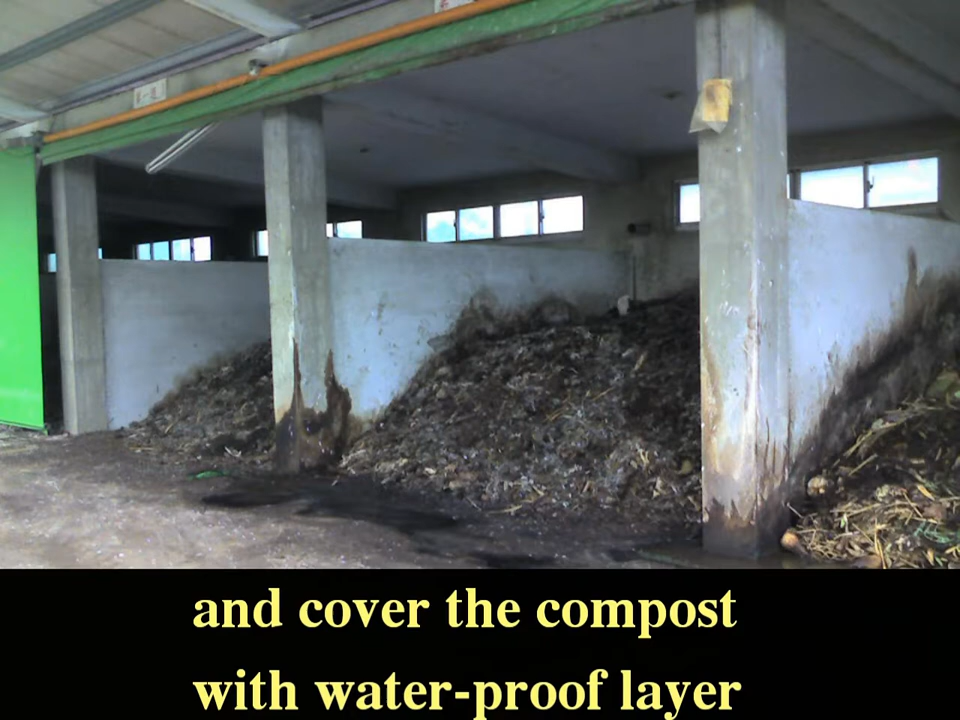 and cover the compost
with water-proof layer